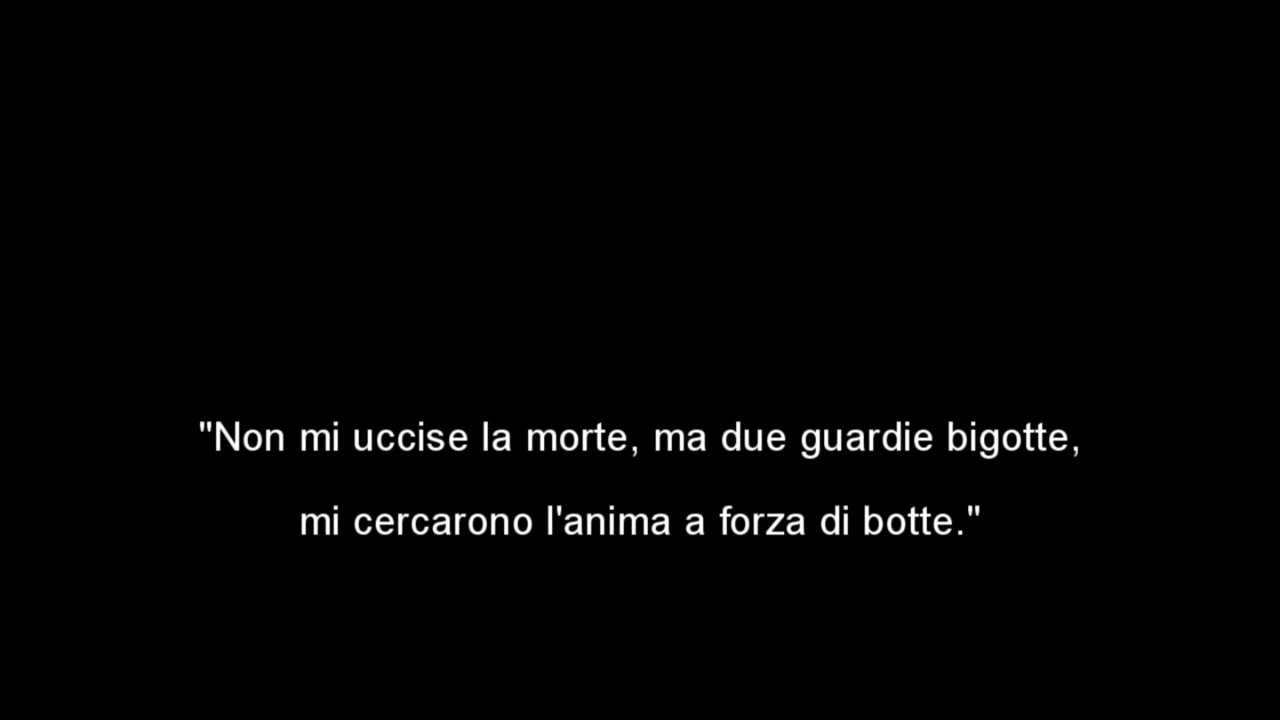 "Non mi uccise la morte, ma due guardie bigotte,
mi cercarono l'anima a forza di botte."